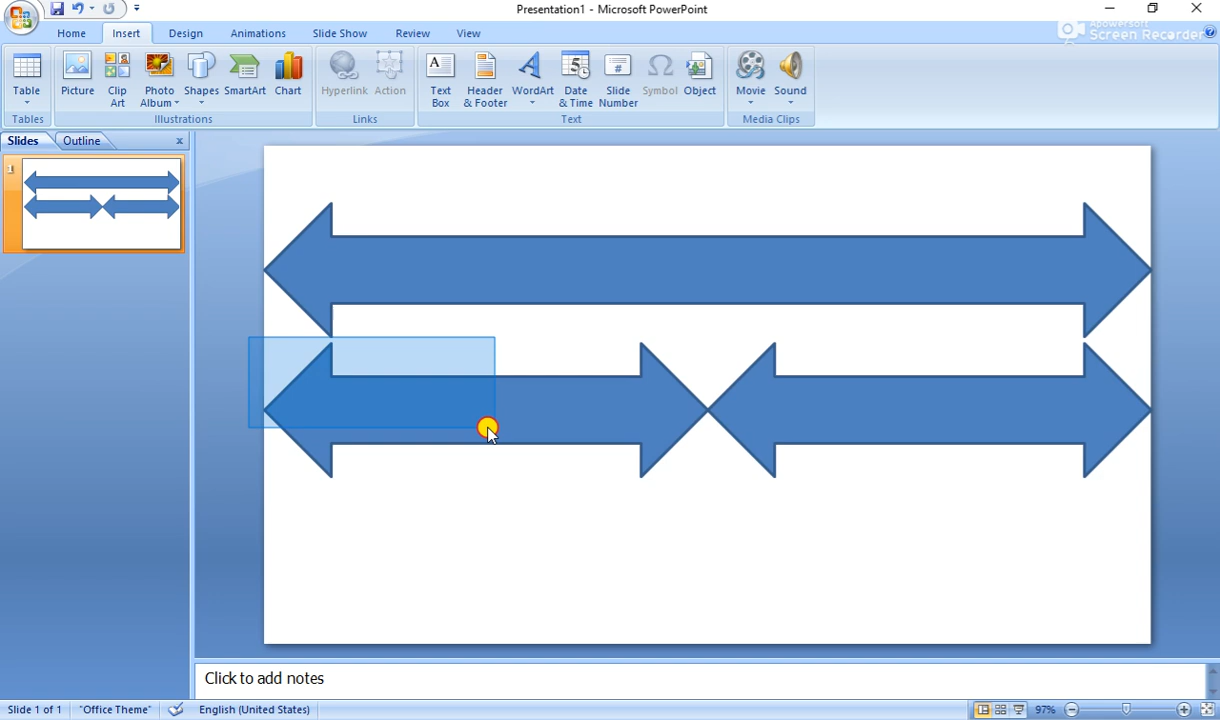 Presentation1 - Microsoft PowerPoint
Apowersoft
Screen Recorder
Home Insert Design Animations Slide Show Review View
Table Picture Clip Art Photo Album Shapes SmartArt Chart Hyperlink Action Text Box Header & Footer WordArt Date & Time Slide Number Symbol Object Movie Sound
Tables Illustrations Links Text Media Clips
Slides Outline x
1
Click to add notes
Slide 1 of 1 "Office Theme" English (United States) 97%